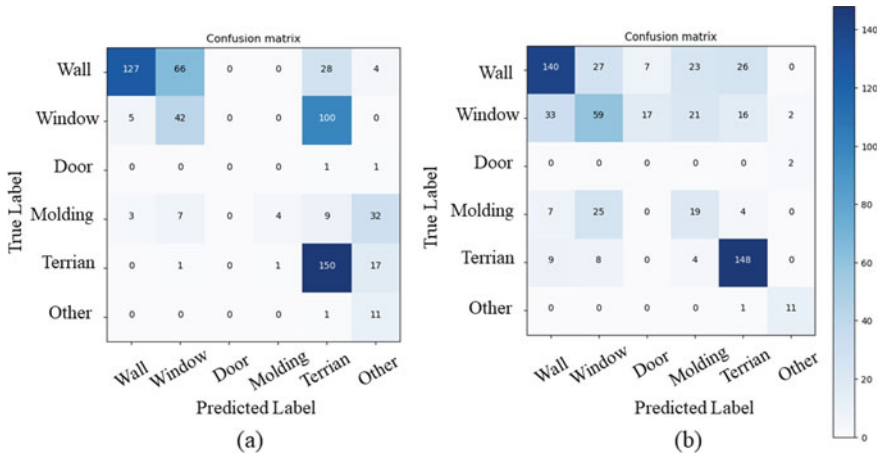 Confusion matrix
Wall 127 66 0 0 28 4
Window 5 42 0 0 100 0
Door 0 0 0 0 1 1
Molding 3 7 0 4 9 32
Terrian 0 1 0 1 150 17
Other 0 0 0 0 1 11
True Label
Wall Window Door Molding Terrian Other
Predicted Label
(a)
Confusion matrix
Wall 140 27 7 23 26 0
Window 33 59 17 21 16 2
Door 0 0 0 0 0 2
Molding 7 25 0 19 4 0
Terrian 9 8 0 4 148 0
Other 0 0 0 0 1 11
True Label
Wall Window Door Molding Terrian Other
Predicted Label
(b)
140
120
100
80
60
40
20
0